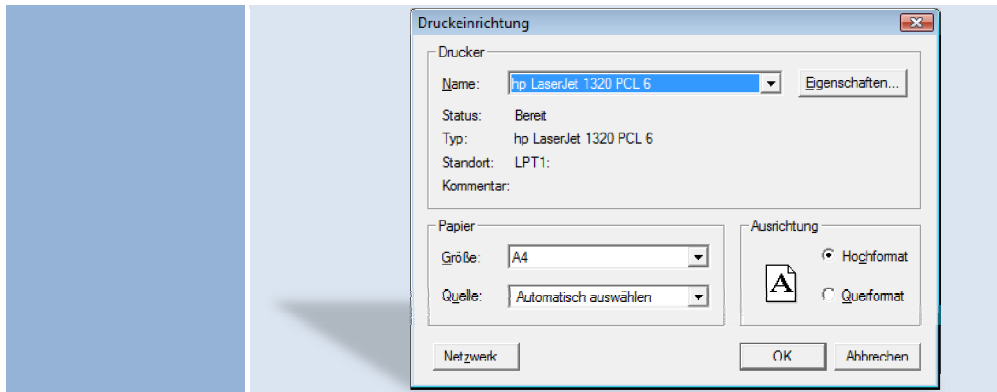 Druckeinrichtung
Drucker
Name: hp LaserJet 1320 PCL 6 Eigenschaften...
Status: Bereit
Typ: hp LaserJet 1320 PCL 6
Standort: LPT1:
Kommentar:
Papier
Größe: A4
Quelle: Automatisch auswählen
Ausrichtung
A
Hochformat
Querformat
Netzwerk OK Abbrechen